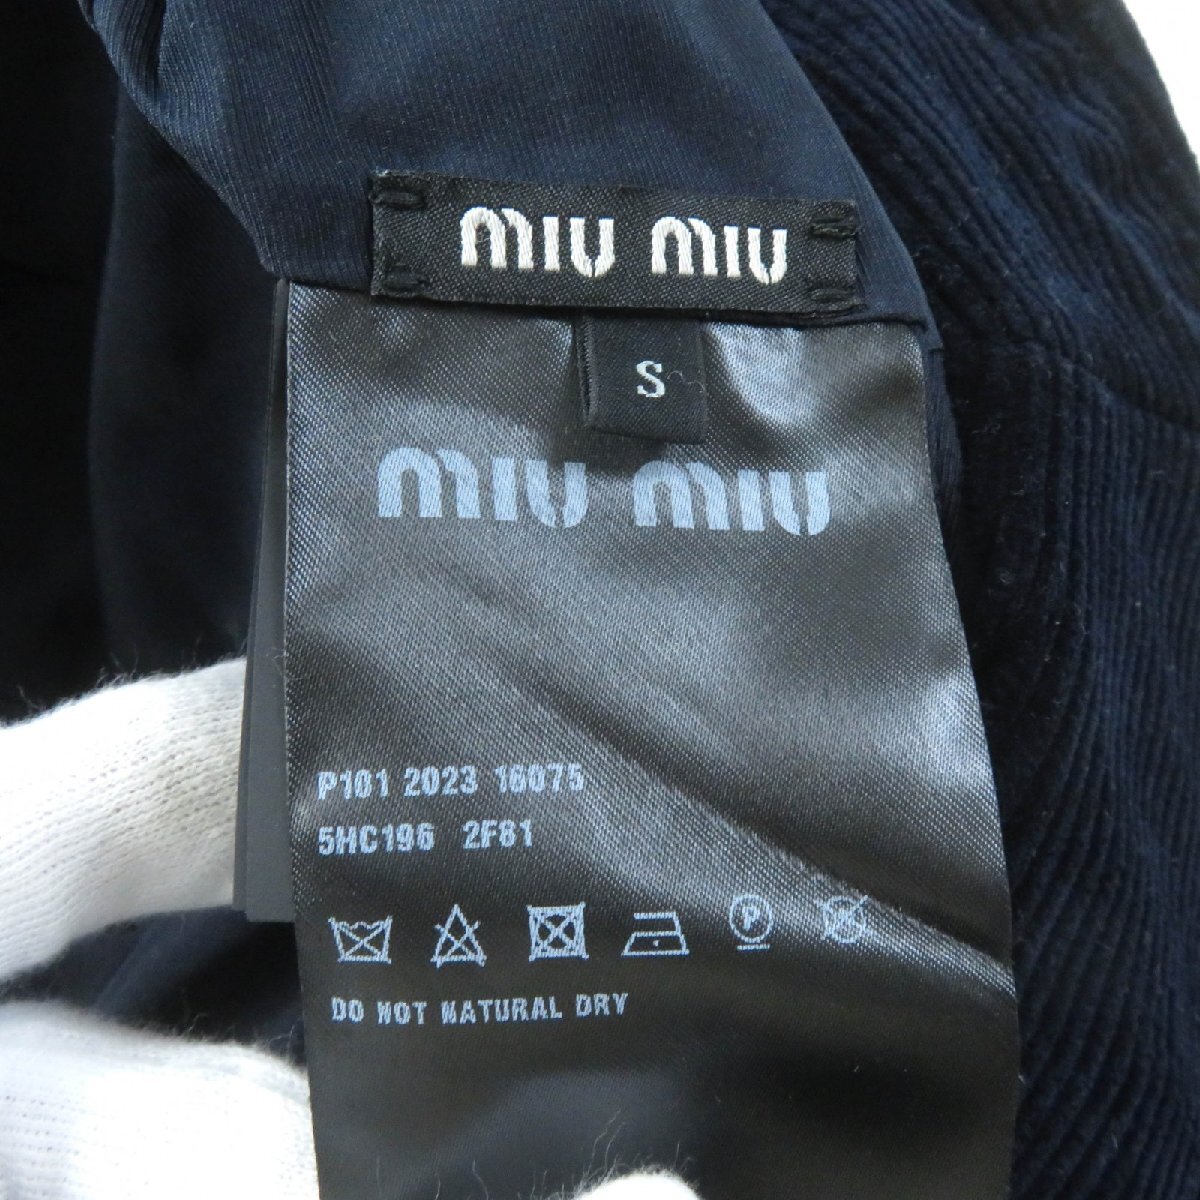 MIU MIU
S
MIU MIU
P101 2023 16075
5HC196 2F81
P
DO NOT NATURAL DRY